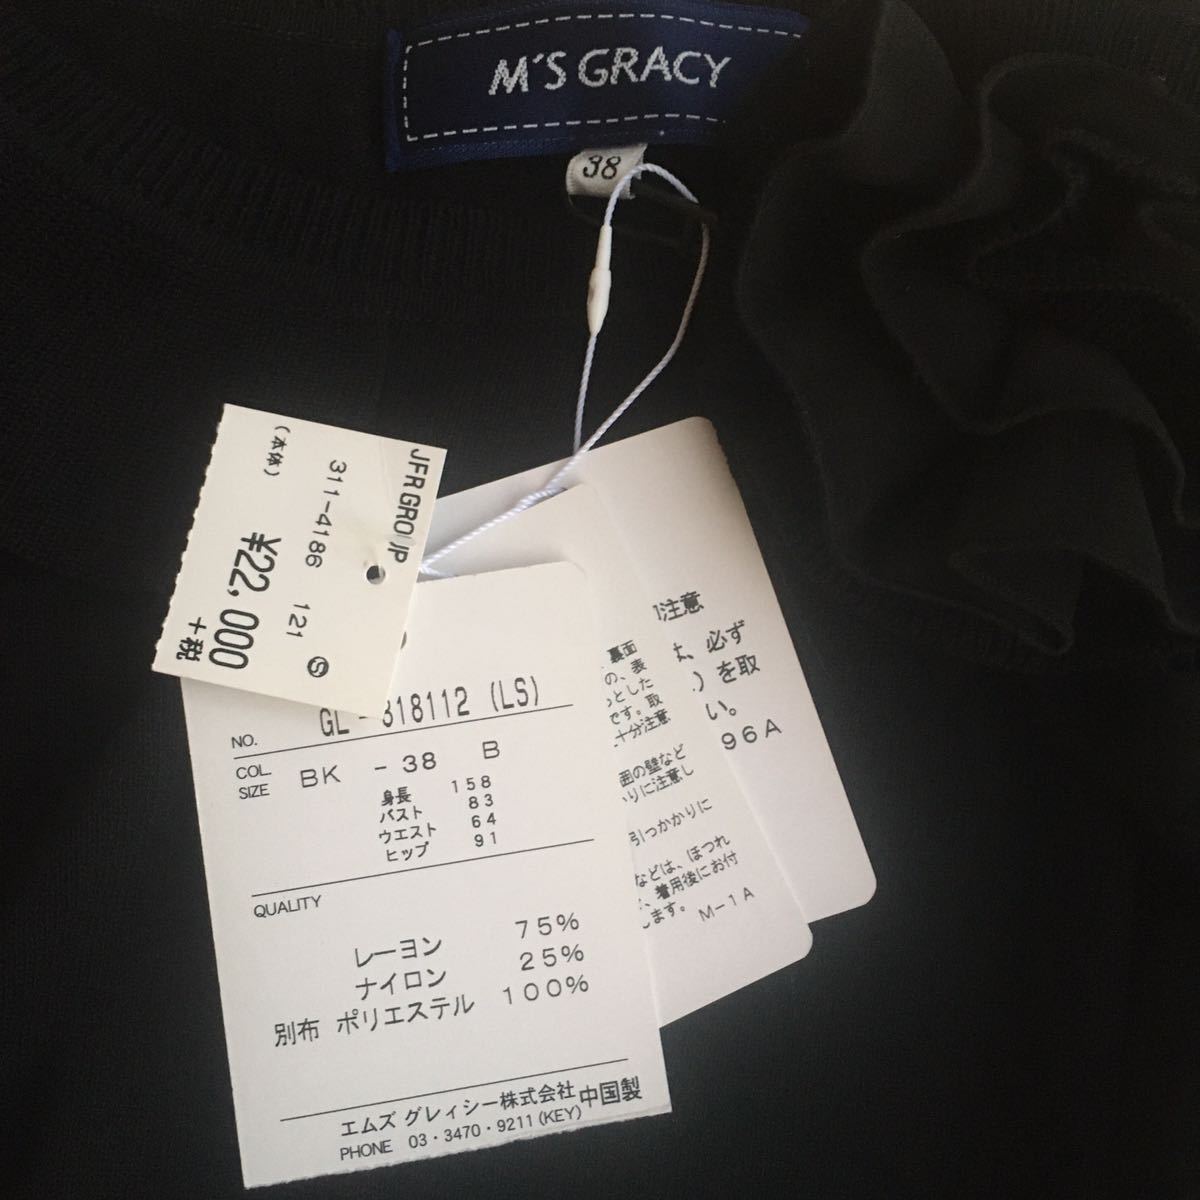 M'S GRACY
38
JFR GROUP
311-4186 121
(本体)
¥22,000
+税
NO. GL-318112 (LS)
COL. SIZE BK - 38 B
身長 158
バスト 83
ウエスト 64
ヒップ 91
QUALITY
レーヨン 75%
ナイロン 25%
別布 ポリエステル 100%
エムズ グレィシー株式会社 中国製
PHONE 03・3470・9211(KEY)
裏面
の、表
とした
です。取
十分注意
囲の壁など
りに注意し
引っかかりに
などは、ほつれ
、着用後にお付
します。
M-1A
注意
、必ず
)を取
い。
96A